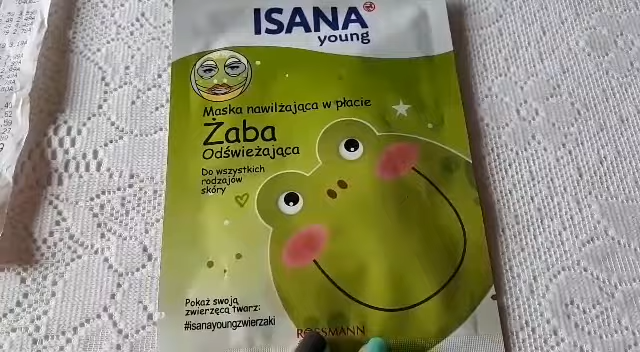 ISANA
young
Maska nawilżająca w płacie
Żaba
Odświeżająca
Do wszystkich
rodzajów
skóry
Pokaż swoją
zwierzęcą twarz:
#isanayoungzwierzaki
ROSSMANN